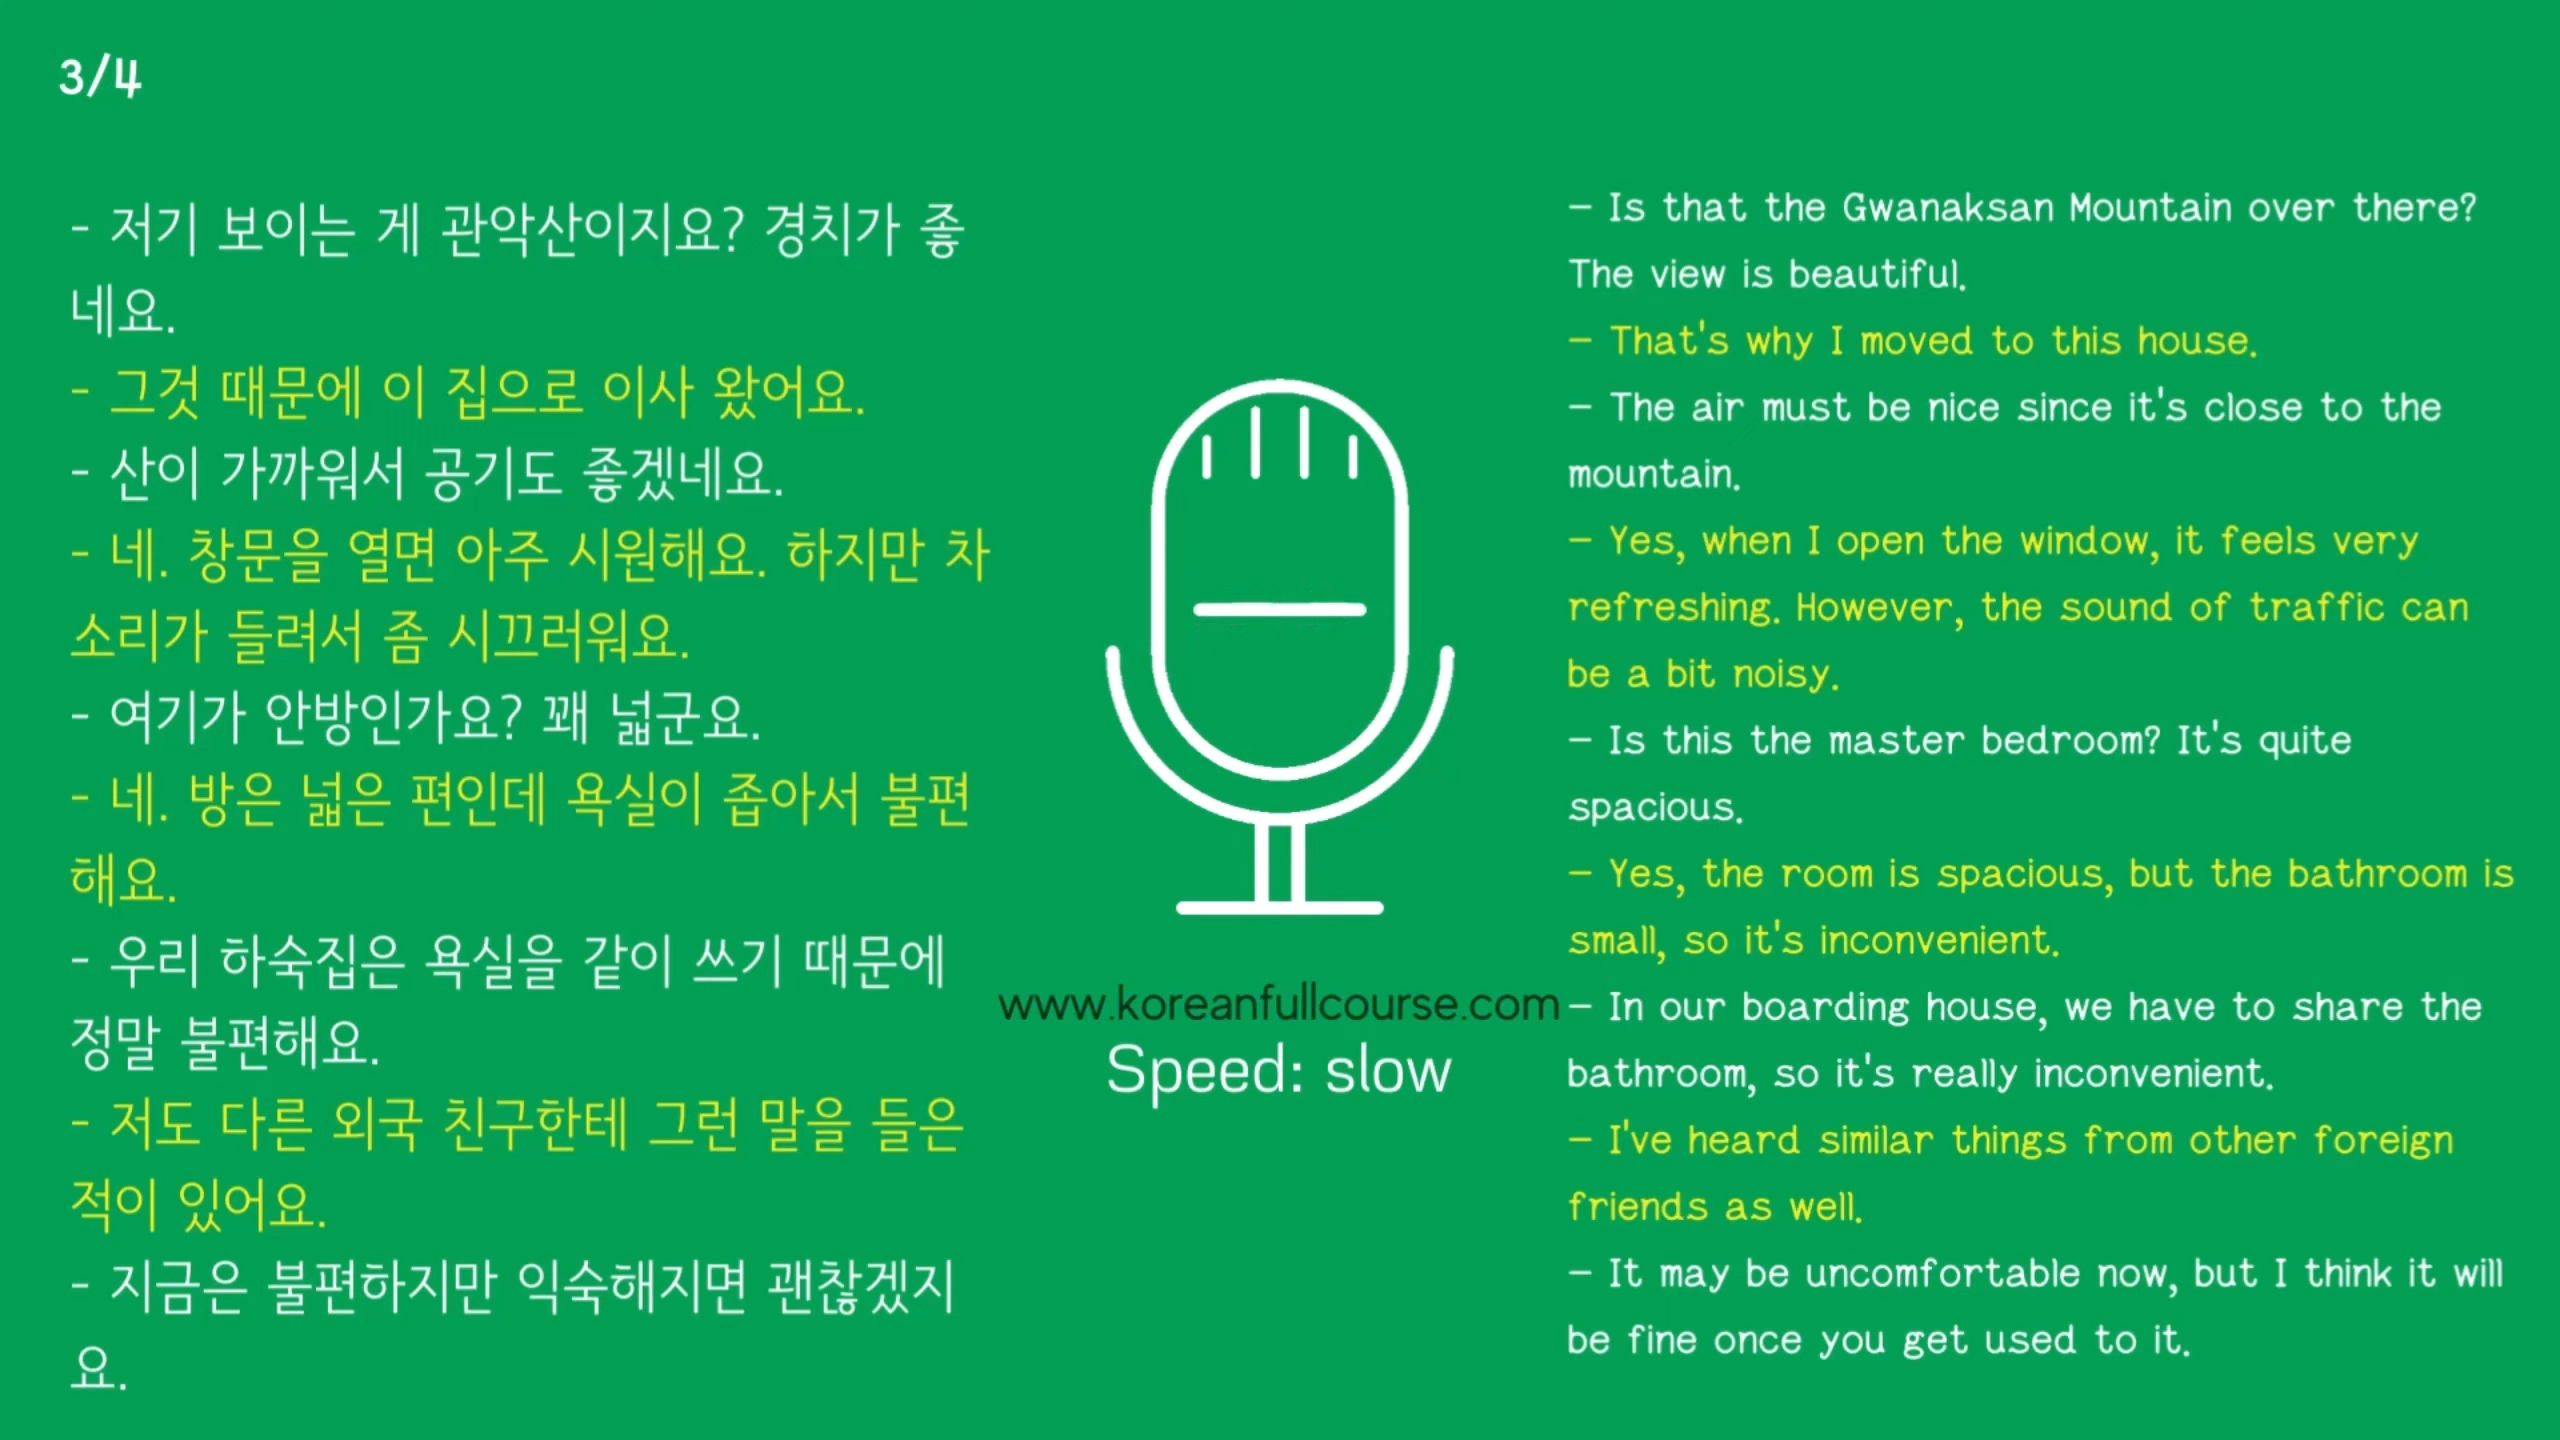 3/4
- 저기 보이는 게 관악산이지요? 경치가 좋
네요.
- 그것 때문에 이 집으로 이사 왔어요.
- 산이 가까워서 공기도 좋겠네요.
- 네. 창문을 열면 아주 시원해요. 하지만 차
소리가 들려서 좀 시끄러워요.
- 여기가 안방인가요? 꽤 넓군요.
- 네. 방은 넓은 편인데 욕실이 좁아서 불편
해요.
- 우리 하숙집은 욕실을 같이 쓰기 때문에
정말 불편해요.
- 저도 다른 외국 친구한테 그런 말을 들은
적이 있어요.
- 지금은 불편하지만 익숙해지면 괜찮겠지
요.
www.koreanfullcourse.com
Speed: slow
- Is that the Gwanaksan Mountain over there?
The view is beautiful.
- That's why I moved to this house.
- The air must be nice since it's close to the
mountain.
- Yes, when I open the window, it feels very
refreshing. However, the sound of traffic can
be a bit noisy.
- Is this the master bedroom? It's quite
spacious.
- Yes, the room is spacious, but the bathroom is
small, so it's inconvenient.
- In our boarding house, we have to share the
bathroom, so it's really inconvenient.
- I've heard similar things from other foreign
friends as well.
- It may be uncomfortable now, but I think it will
be fine once you get used to it.